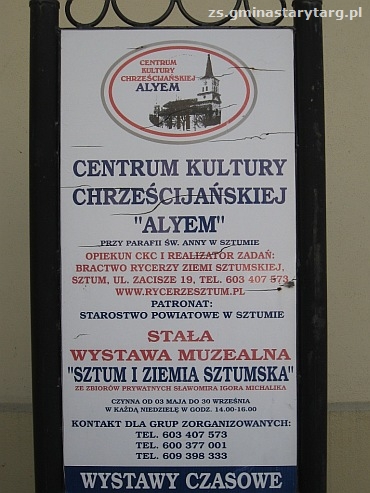 zs.gminastarytarg.pl
CENTRUM
KULTURY
CHRZEŚCIJAŃSKIEJ
ALYEM
CENTRUM KULTURY
CHRZEŚCIJAŃSKIEJ
"ALYEM"
PRZY PARAFII ŚW. ANNY W SZTUMIE
OPIEKUN CKC I REALIZATOR ZADAŃ:
BRACTWO RYCERZY ZIEMI SZTUMSKIEJ,
SZTUM, UL. ZACISZE 19, TEL. 603 407 573
WWW.RYCERZESZTUM.PL
PATRONAT:
STAROSTWO POWIATOWE W SZTUMIE
STAŁA
WYSTAWA MUZEALNA
"SZTUM I ZIEMIA SZTUMSKA"
ZE ZBIORÓW PRYWATNYCH SŁAWOMIRA IGORA MICHALIKA
CZYNNA OD 03 MAJA DO 30 WRZEŚNIA
W KAŻDĄ NIEDZIELĘ W GODZ. 14.00-16.00
KONTAKT DLA GRUP ZORGANIZOWANYCH:
TEL. 603 407 573
TEL. 600 377 001
TEL. 609 398 333
WYSTAWY CZASOWE